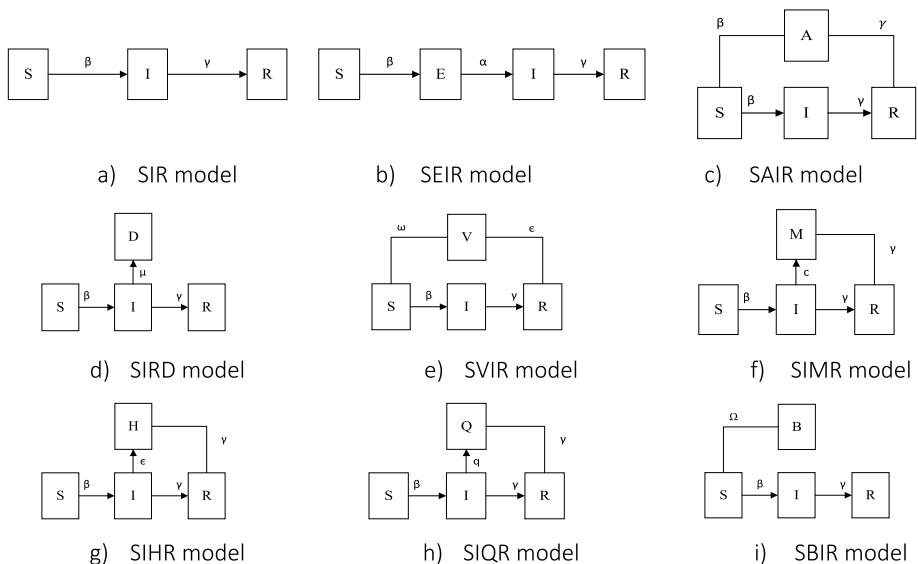 S β I γ R
a) SIR model
S β E α I γ R
b) SEIR model
β A γ
S β I γ R
c) SAIR model
D
μ
S β I γ R
d) SIRD model
ω V ϵ
S β I γ R
e) SVIR model
M γ
c
S β I γ R
f) SIMR model
H γ
ϵ
S β I γ R
g) SIHR model
Q γ
q
S β I γ R
h) SIQR model
Ω B
S β I γ R
i) SBIR model